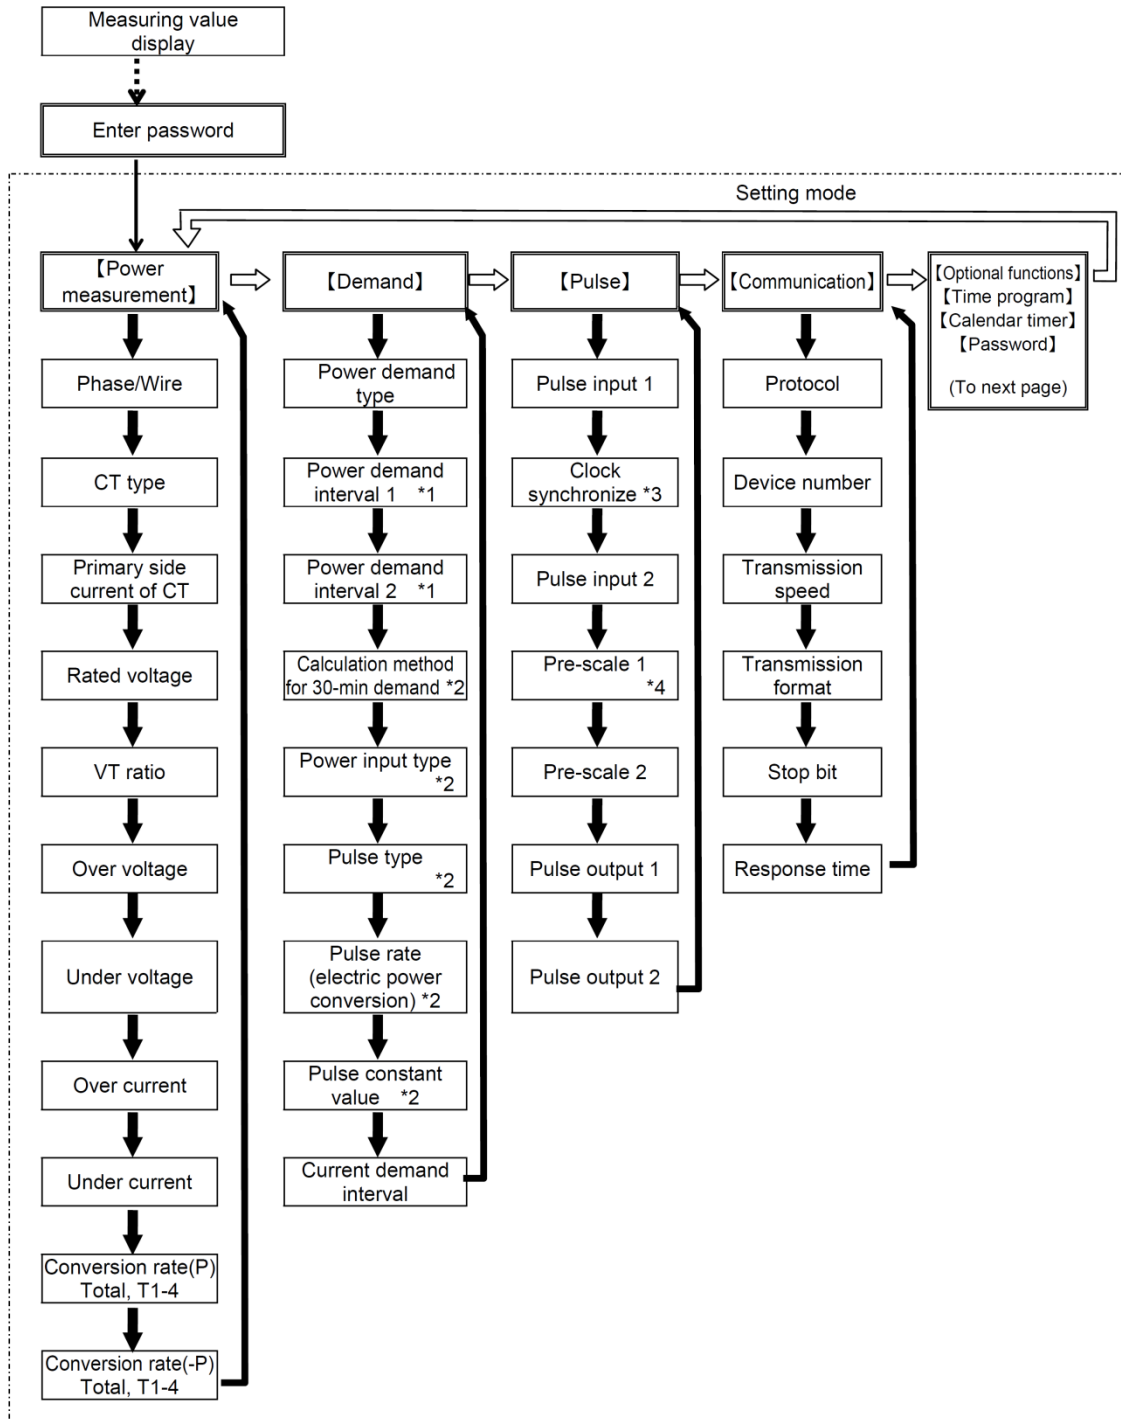 Measuring value
display
Enter password
Setting mode
【Power
measurement】
Phase/Wire
CT type
Primary side
current of CT
Rated voltage
VT ratio
Over voltage
Under voltage
Over current
Under current
Conversion rate(P)
Total, T1-4
Conversion rate(-P)
Total, T1-4
【Demand】
Power demand
type
Power demand
interval 1 *1
Power demand
interval 2 *1
Calculation method
for 30-min demand *2
Power input type
*2
Pulse type
*2
Pulse rate
(electric power
conversion) *2
Pulse constant
value *2
Current demand
interval
【Pulse】
Pulse input 1
Clock
synchronize *3
Pulse input 2
Pre-scale 1
*4
Pre-scale 2
Pulse output 1
Pulse output 2
【Communication】
Protocol
Device number
Transmission
speed
Transmission
format
Stop bit
Response time
【Optional functions】
【Time program】
【Calendar timer】
【Password】
(To next page)